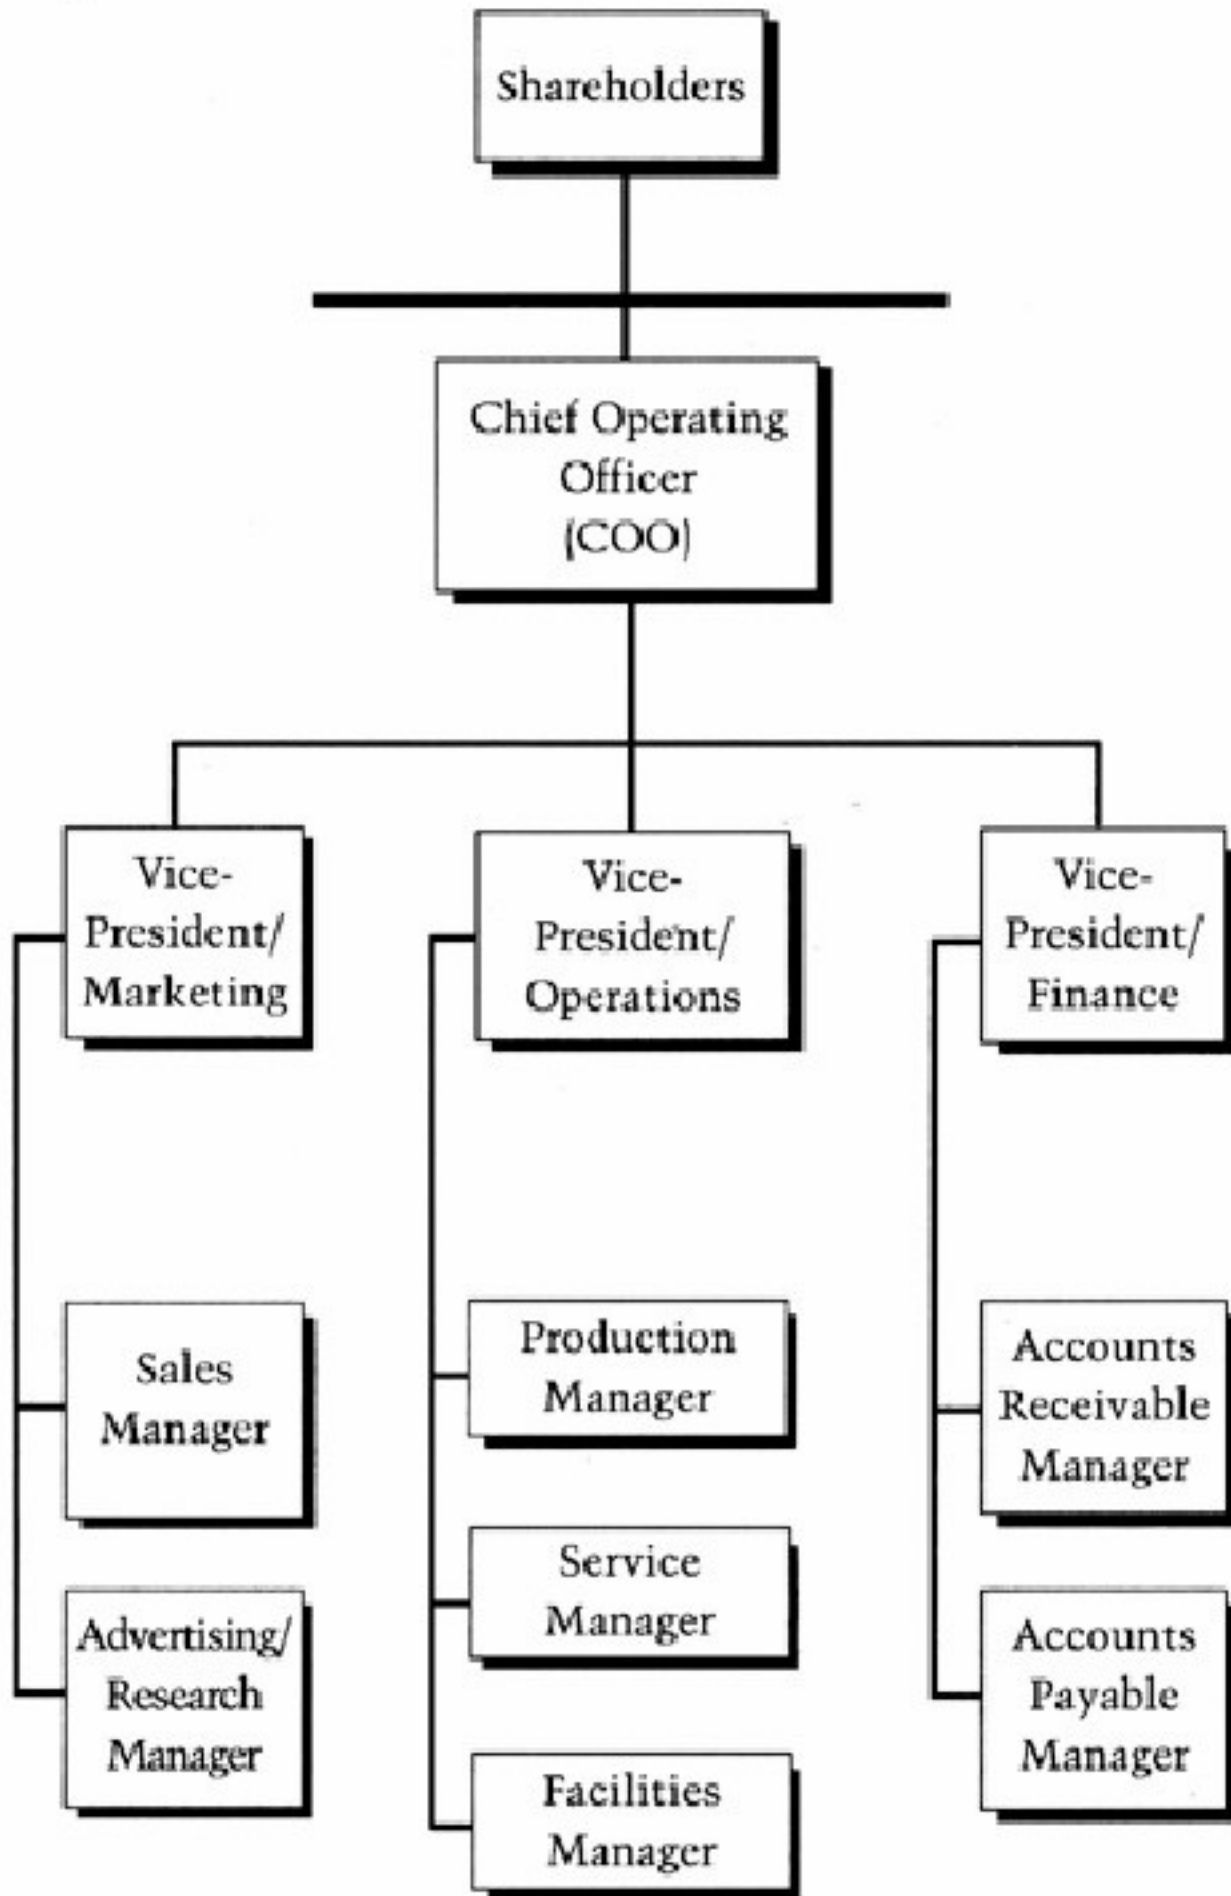 Shareholders
Chief Operating
Officer
(COO)
Vice-
President/
Marketing
Vice-
President/
Operations
Vice-
President/
Finance
Sales
Manager
Advertising/
Research
Manager
Production
Manager
Service
Manager
Facilities
Manager
Accounts
Receivable
Manager
Accounts
Payable
Manager